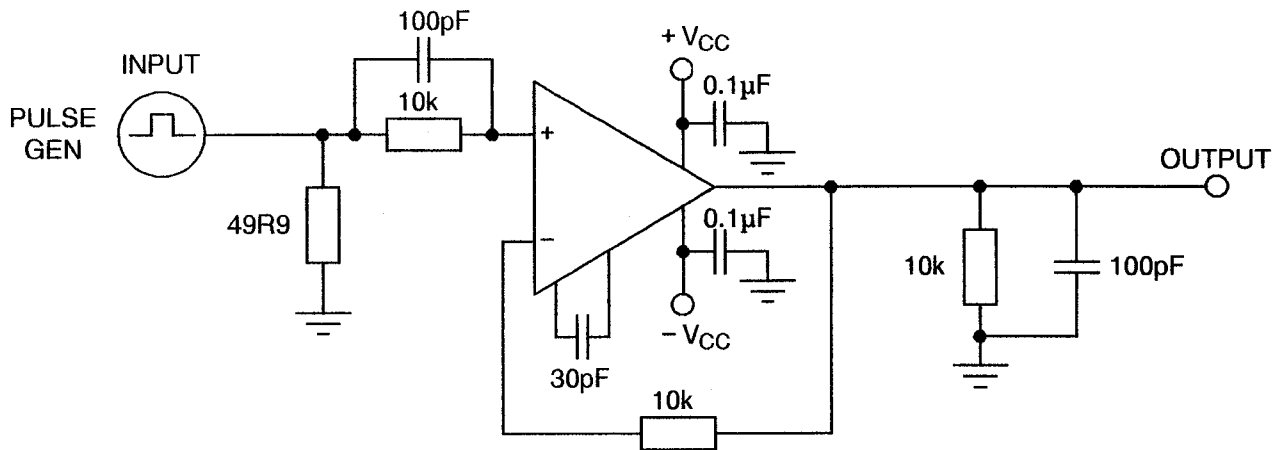 100pF
+ VCC
INPUT
0.1µF
10k
PULSE
GEN
+
OUTPUT
49R9
–
0.1µF
10k
100pF
– VCC
30pF
10k